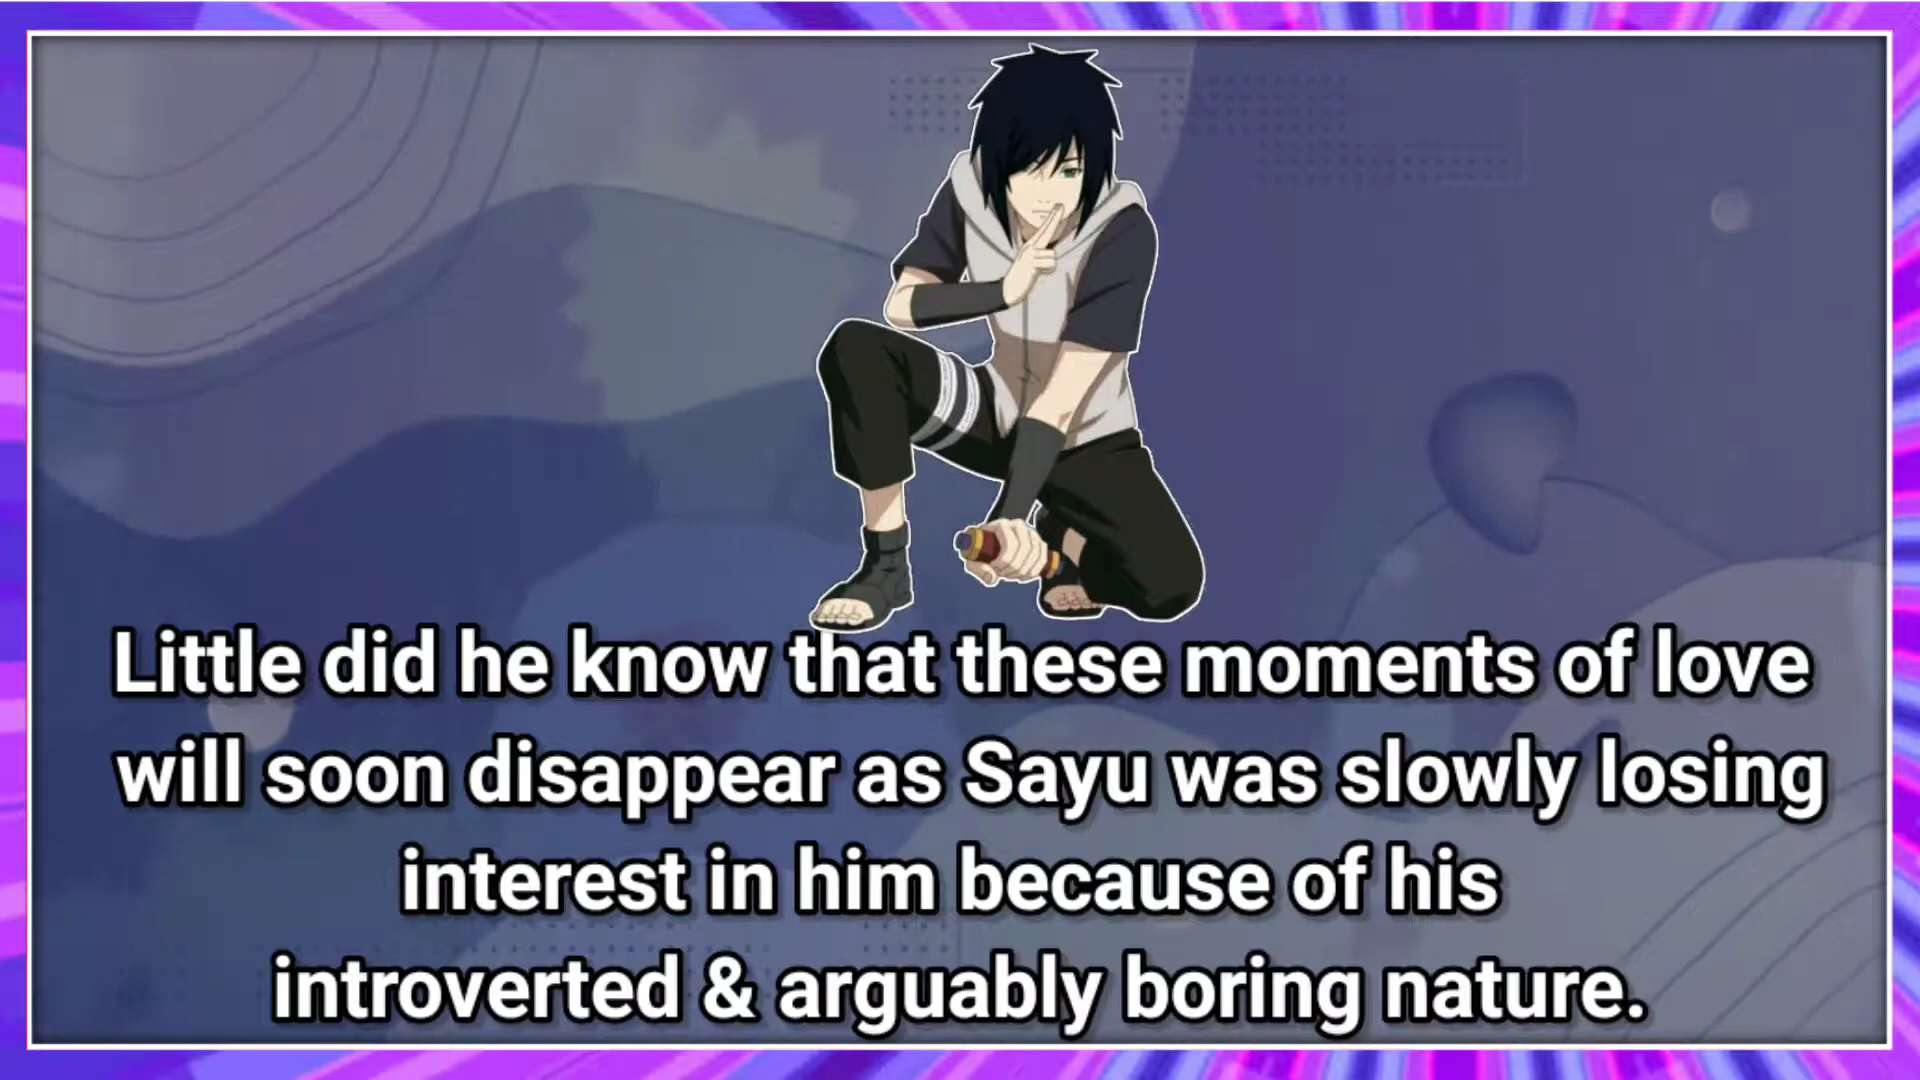 Little did he know that these moments of love
will soon disappear as Sayu was slowly losing
interest in him because of his
introverted & arguably boring nature.